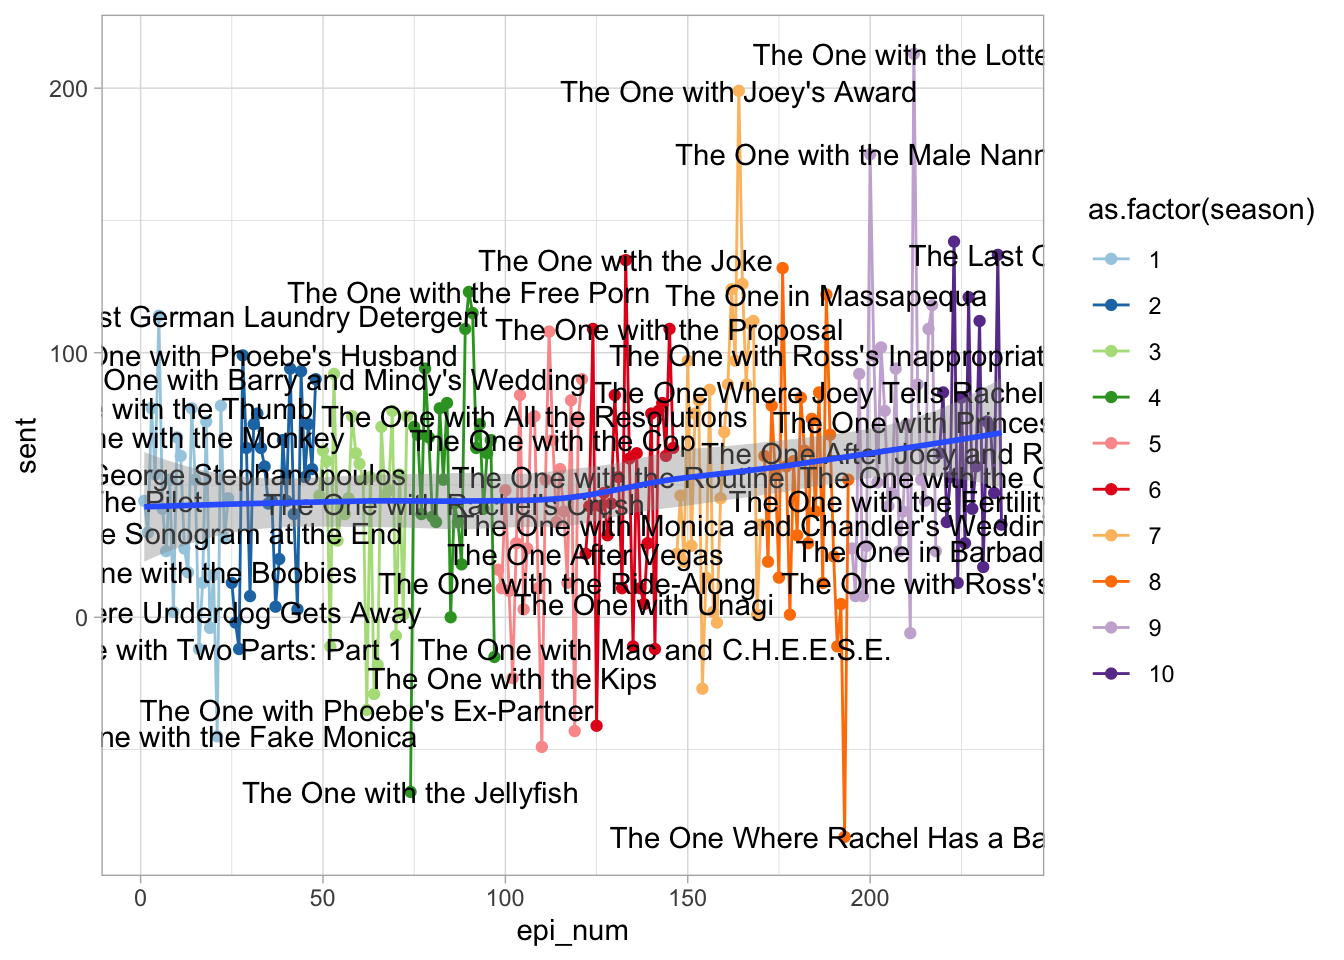 The One with the Lotte
200
The One with Joey's Award
The One with the Male Nann
as.factor(season)
1
The Last O
The One with the Joke
The One with the Free Porn
The One in Massapequa
2
st German Laundry Detergent
The One with the Proposal
3
100
One with Phoebe's Husband
The One with Ross's Inappropriat
One with Barry and Mindy's Wedding
The One Where Joey Tells Rachel
4
with the Thumb
The One with All the Resolutions
The One with Princes
5
ne with the Monkey
The One with the Cop
The One After Joey and R
sent
George Stephanopoulos
The One with the Routine
The One with the C
6
The Pilot
The One with Rachel's Crush
The One with the Fertilit
e Sonogram at the End
The One with Monica and Chandler's Weddin
7
The One After Vegas
The One in Barbad
ne with the Boobies
The One with the Ride-Along
The One with Ross's
8
0
ere Underdog Gets Away
The One with Unagi
9
e with Two Parts: Part 1
The One with Mac and C.H.E.E.S.E.
10
The One with the Kips
The One with Phoebe's Ex-Partner
ne with the Fake Monica
The One with the Jellyfish
The One Where Rachel Has a Ba
0
50
100
150
200
epi_num